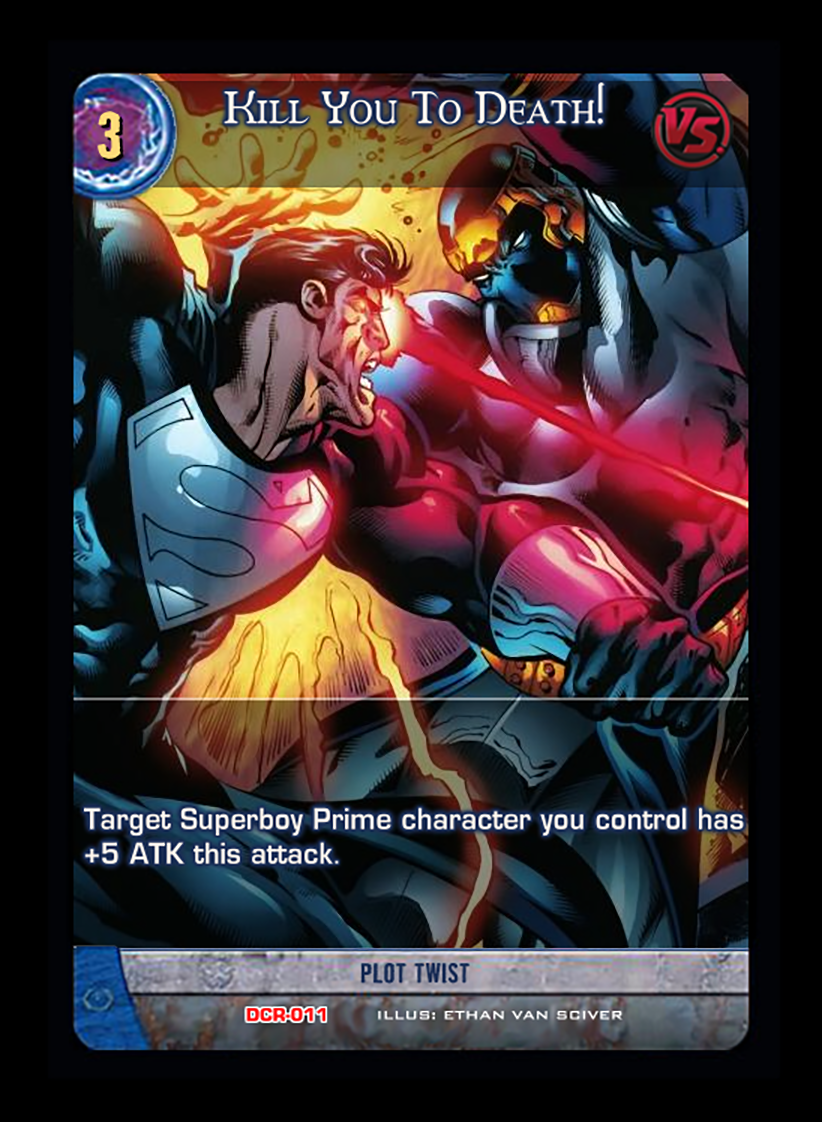 3
Kill You To Death!
VS.
Target Superboy Prime character you control has
+5 ATK this attack.
PLOT TWIST
DCR-011 ILLUS: ETHAN VAN SCIVER